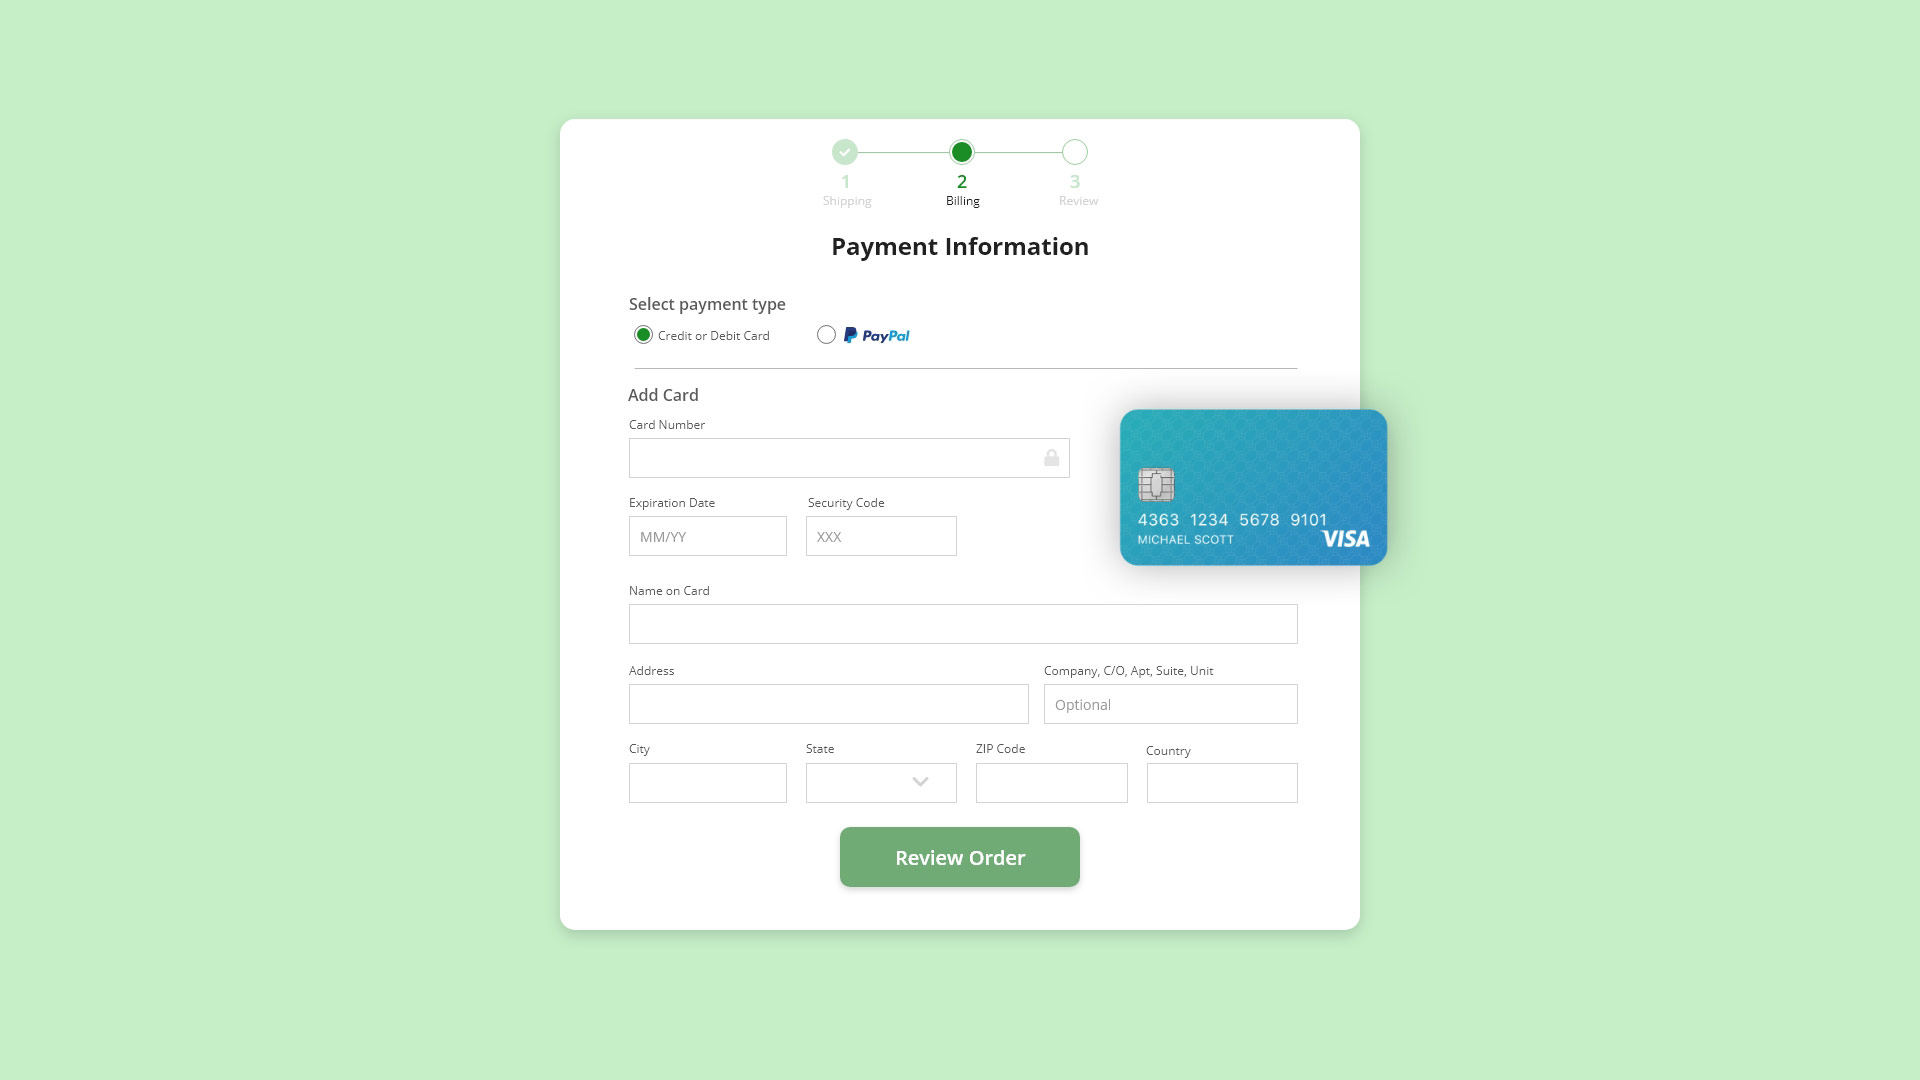 1 2 3
Shipping Billing Review
Payment Information
Select payment type
Credit or Debit Card PayPal
Add Card
Card Number
Expiration Date Security Code
MM/YY XXX
4363 1234 5678 9101
MICHAEL SCOTT VISA
Name on Card
Address Company, C/O, Apt, Suite, Unit
Optional
City State ZIP Code Country
Review Order